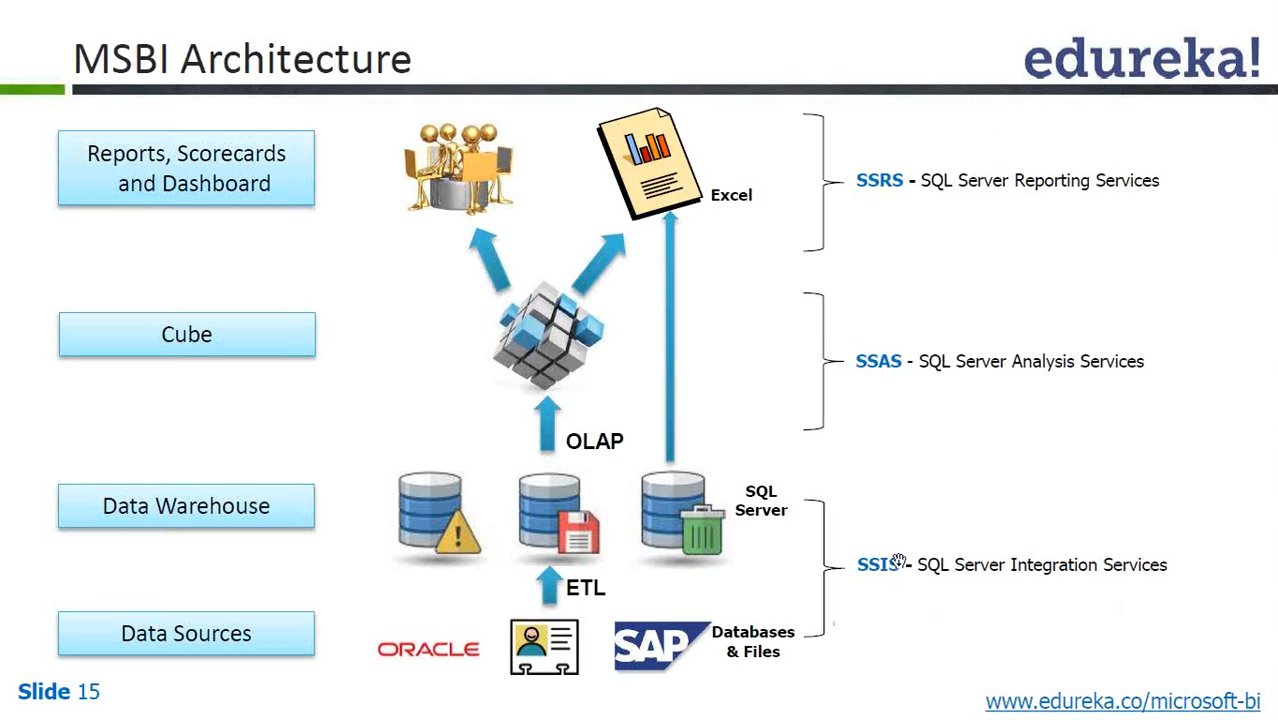 MSBI Architecture
edureka!
Reports, Scorecards
and Dashboard
Excel
SSRS - SQL Server Reporting Services
Cube
SSAS - SQL Server Analysis Services
OLAP
Data Warehouse
SQL
Server
SSIS - SQL Server Integration Services
ETL
Data Sources
ORACLE
SAP
Databases
& Files
Slide 15
www.edureka.co/microsoft-bi